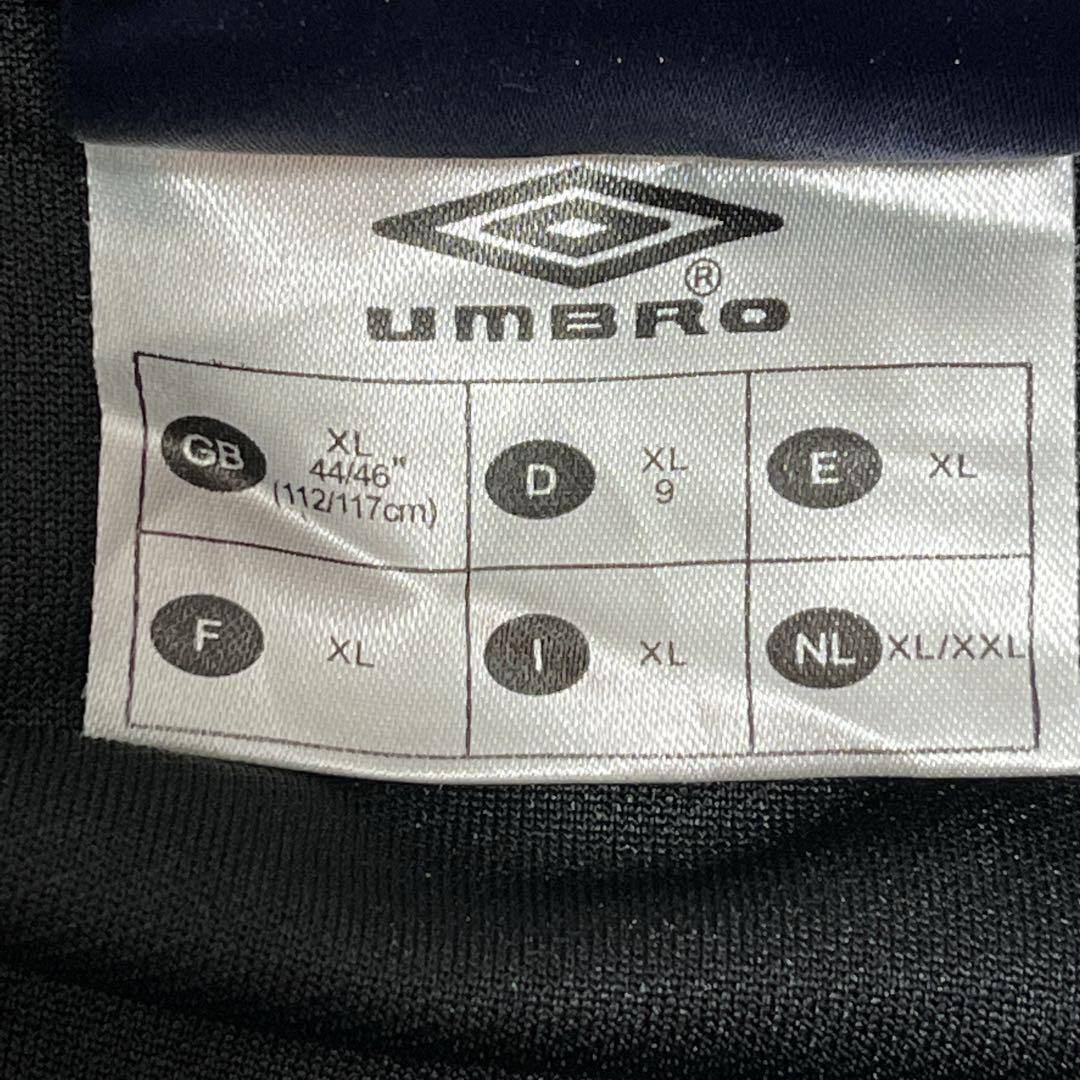 ®
UMBRO
GB XL
44/46"
(112/117cm)
D XL
9
E XL
F XL
I XL
NL XL/XXL